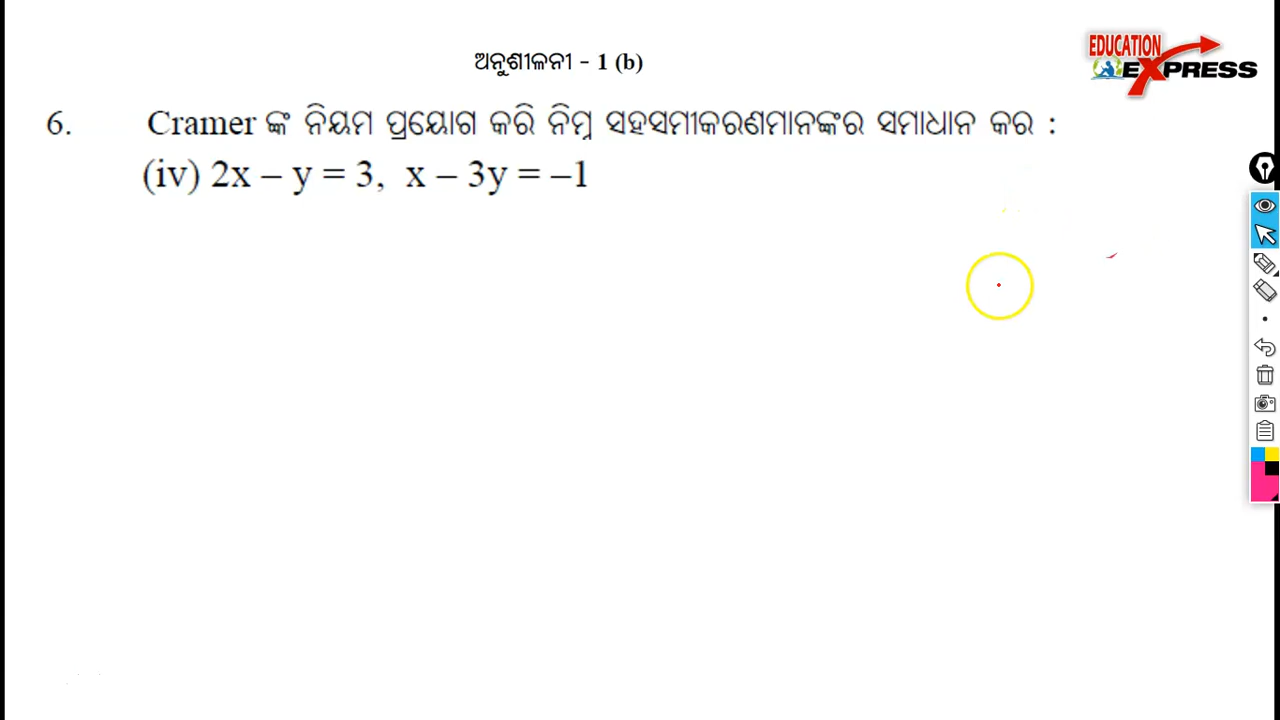 ଅନୁଶୀଳନୀ - 1 (b)
EDUCATION
EXPRESS
6. Cramer ଙ୍କ ନିୟମ ପ୍ରୟୋଗ କରି ନିମ୍ନ ସହସମୀକରଣମାନଙ୍କର ସମାଧାନ କର :
(iv) 2x – y = 3, x – 3y = –1